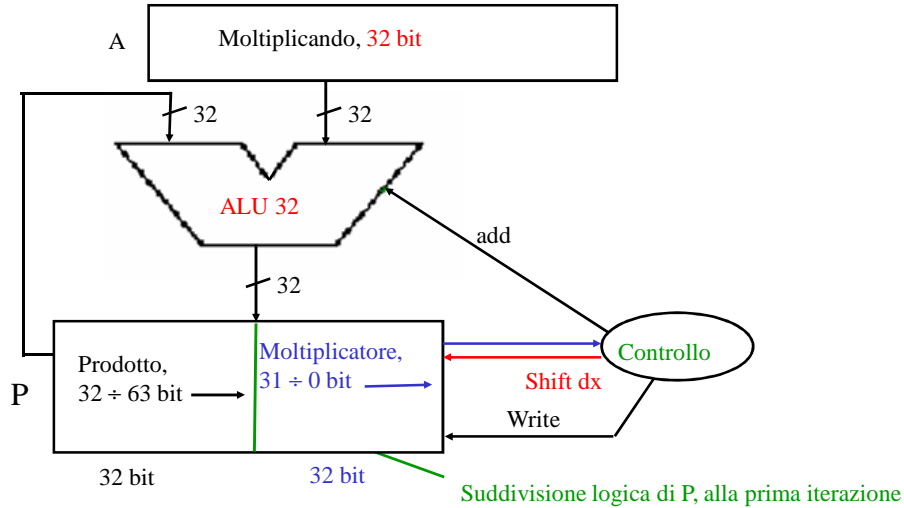 A
Moltiplicando, 32 bit
32
32
ALU 32
add
32
P
Prodotto,
32 ÷ 63 bit
Moltiplicatore,
31 ÷ 0 bit
Controllo
Shift dx
Write
32 bit
32 bit
Suddivisione logica di P, alla prima iterazione